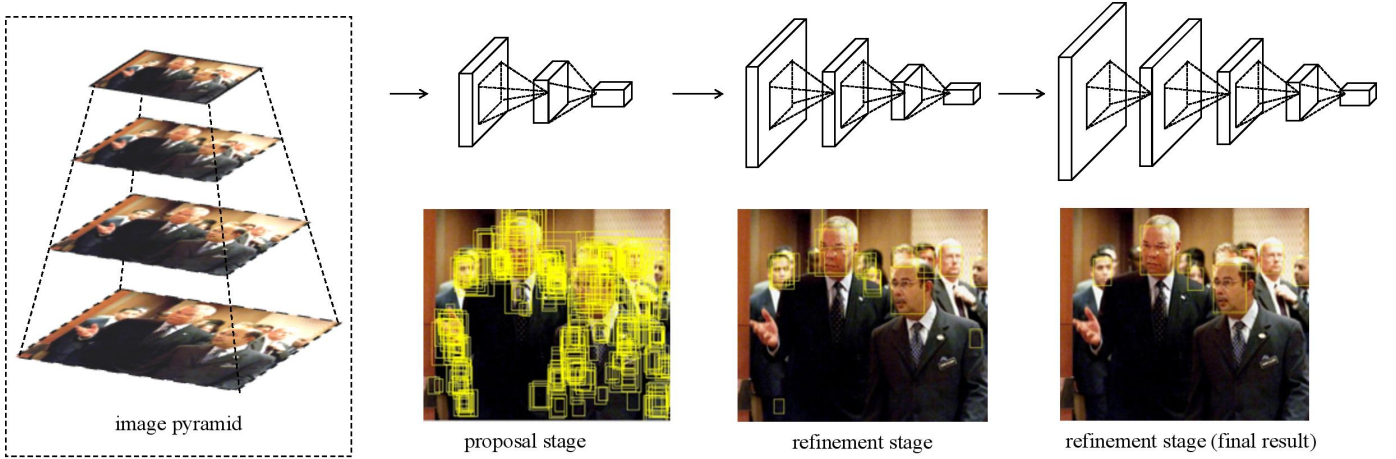 image pyramid
proposal stage
refinement stage
refinement stage (final result)